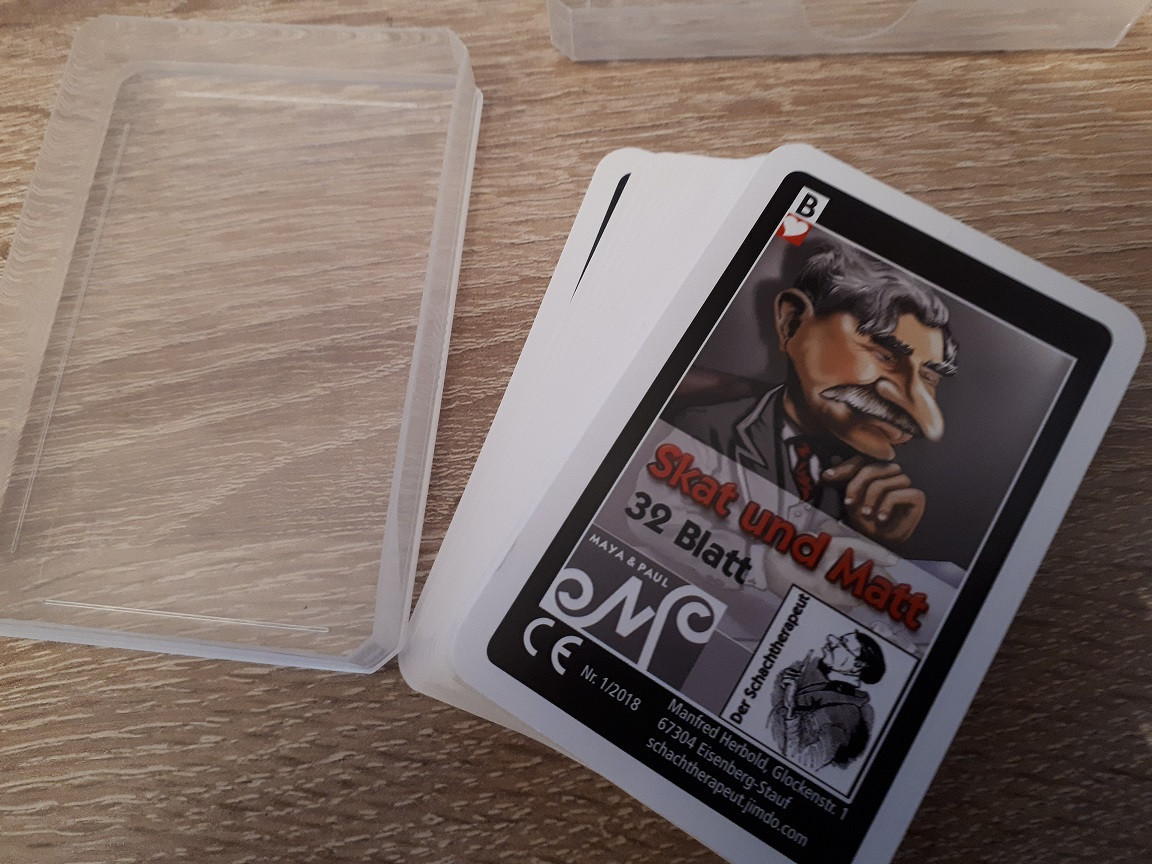 B
Skat und Matt
32 Blatt
MAYA & PAUL
MP
Der Schachtherapeut
CE
Nr. 1/2018
Manfred Herbold, Glockenstr. 1
67304 Eisenberg-Stauf
schachtherapeut.jimdo.com